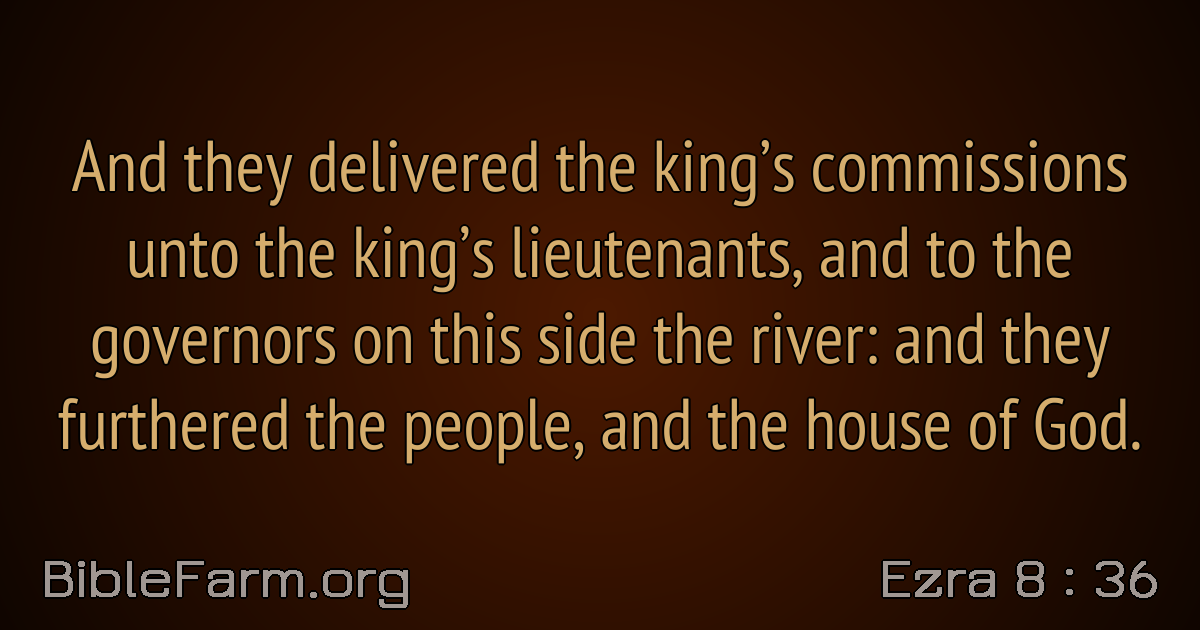 And they delivered the king’s commissions
unto the king’s lieutenants, and to the
governors on this side the river: and they
furthered the people, and the house of God.
BibleFarm.org
Ezra 8 : 36